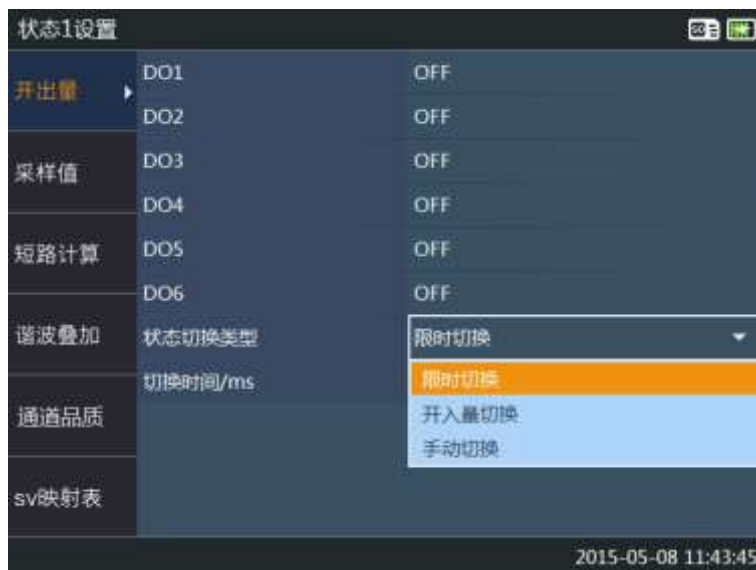 状态1设置
开出量
采样值
短路计算
谐波叠加
通道品质
sv映射表
DO1 OFF
DO2 OFF
DO3 OFF
DO4 OFF
DO5 OFF
DO6 OFF
状态切换类型 限时切换
切换时间/ms
限时切换
开入量切换
手动切换
2015-05-08 11:43:45